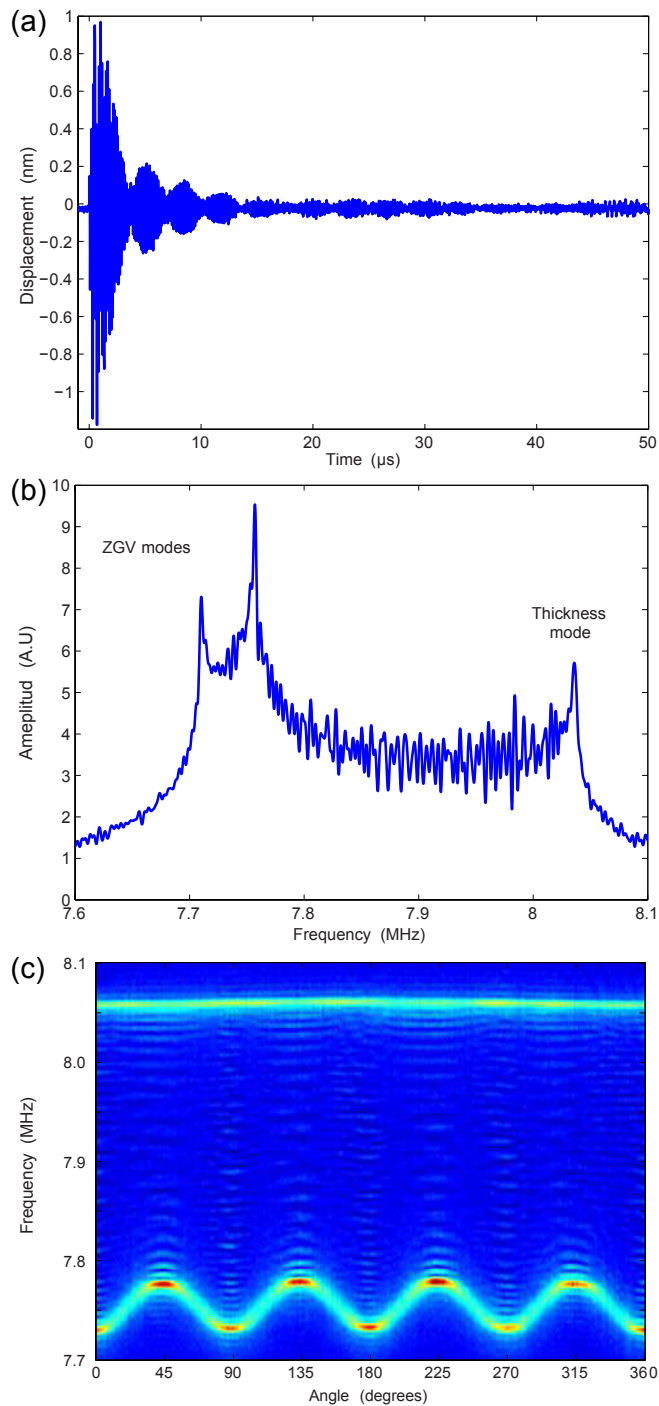 (a)
1
0.8
0.6
0.4
0.2
0
−0.2
−0.4
−0.6
−0.8
−1
Displacement (nm)
0 10 20 30 40 50
Time (µs)
(b)
10
9
8
7
6
5
4
3
2
1
0
Ameplitud (A.U)
ZGV modes
Thickness
mode
7.6 7.7 7.8 7.9 8 8.1
Frequency (MHz)
(c)
8.1
8.0
7.9
7.8
7.7
Frequency (MHz)
0 45 90 135 180 225 270 315 360
Angle (degrees)